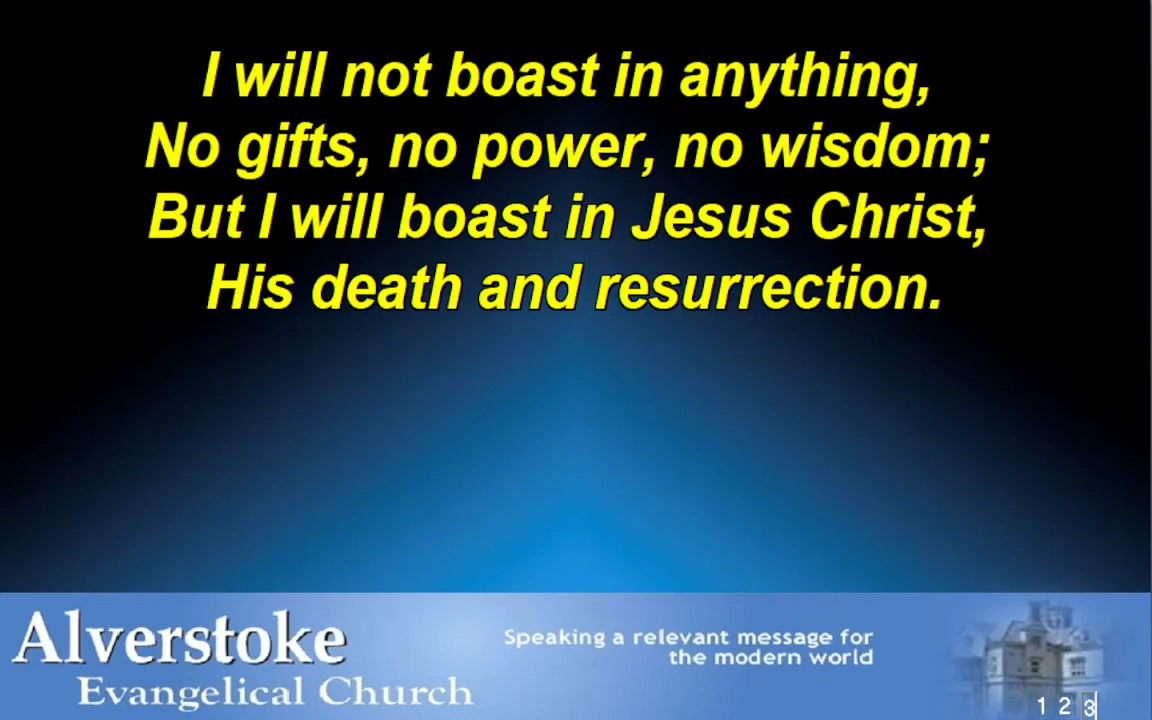 I will not boast in anything,
No gifts, no power, no wisdom;
But I will boast in Jesus Christ,
His death and resurrection.
Alverstoke
Evangelical Church
Speaking a relevant message for
the modern world
1 2 3